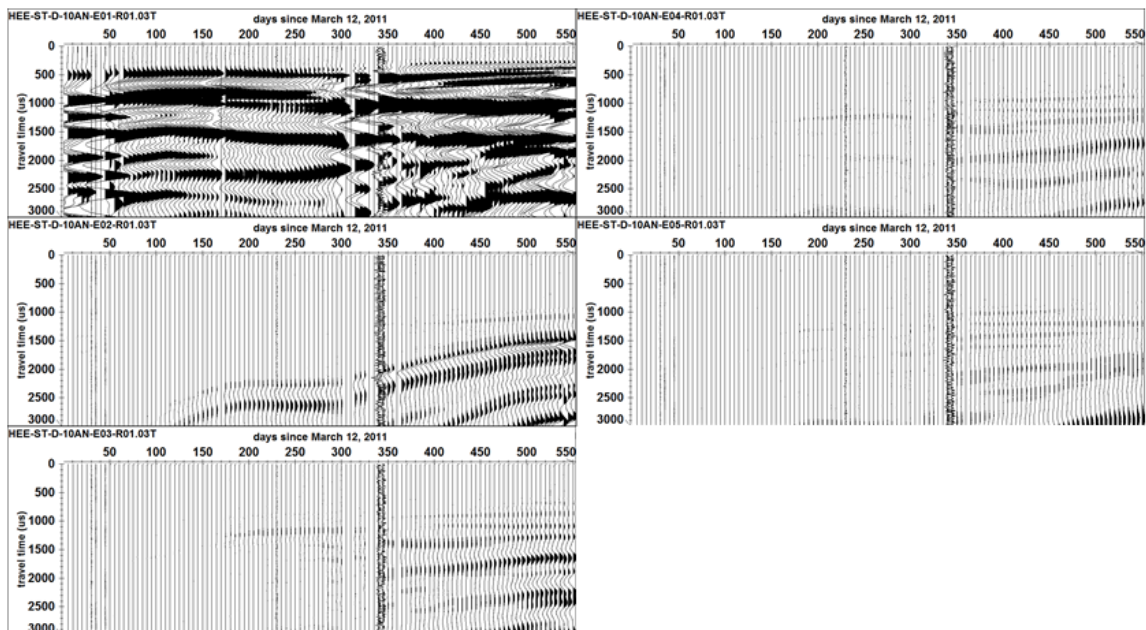 HEE-ST-D-10AN-E01-R01.03T
days since March 12, 2011
50 100 150 200 250 300 350 400 450 500 550
travel time (us)
0
500
1000
1500
2000
2500
3000
HEE-ST-D-10AN-E02-R01.03T
days since March 12, 2011
50 100 150 200 250 300 350 400 450 500 550
travel time (us)
0
500
1000
1500
2000
2500
3000
HEE-ST-D-10AN-E03-R01.03T
days since March 12, 2011
50 100 150 200 250 300 350 400 450 500 550
travel time (us)
0
500
1000
1500
2000
2500
3000
HEE-ST-D-10AN-E04-R01.03T
days since March 12, 2011
50 100 150 200 250 300 350 400 450 500 550
travel time (us)
0
500
1000
1500
2000
2500
3000
HEE-ST-D-10AN-E05-R01.03T
days since March 12, 2011
50 100 150 200 250 300 350 400 450 500 550
travel time (us)
0
500
1000
1500
2000
2500
3000